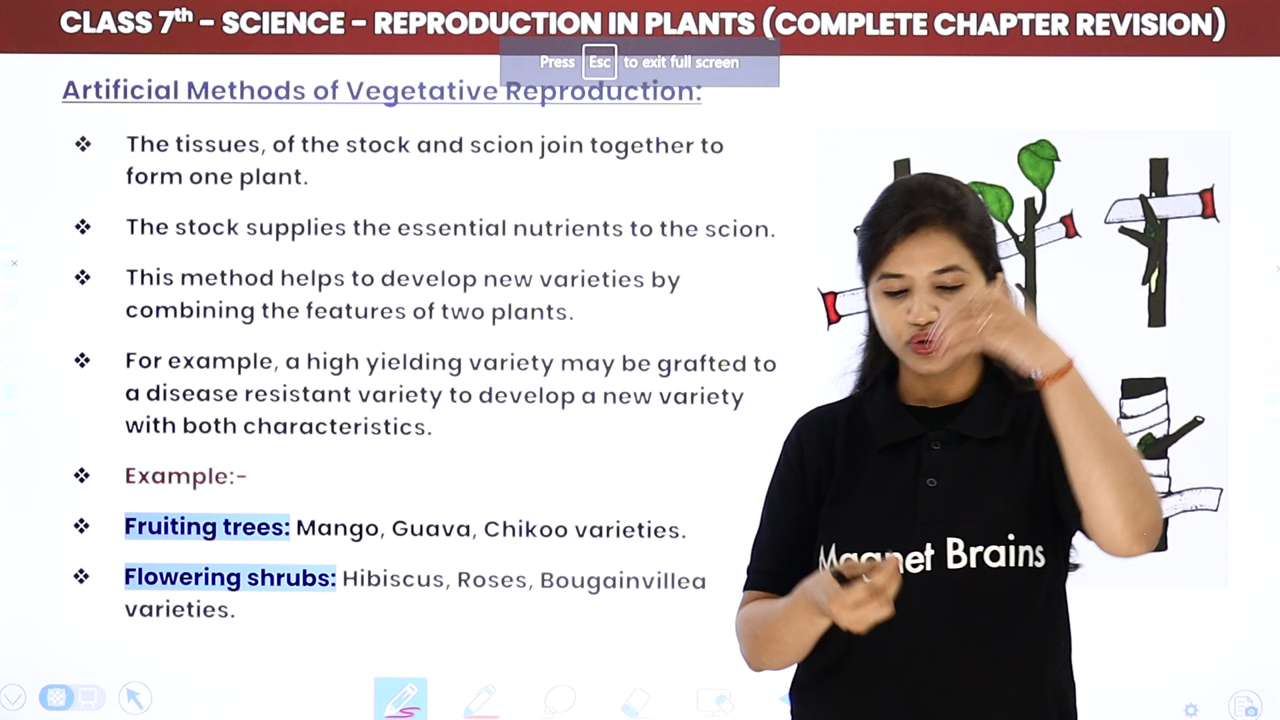 CLASS 7th - SCIENCE - REPRODUCTION IN PLANTS (COMPLETE CHAPTER REVISION)
Press Esc to exit full screen
Artificial Methods of Vegetative Reproduction:
❖ The tissues, of the stock and scion join together to
form one plant.
❖ The stock supplies the essential nutrients to the scion.
❖ This method helps to develop new varieties by
combining the features of two plants.
❖ For example, a high yielding variety may be grafted to
a disease resistant variety to develop a new variety
with both characteristics.
❖ Example:-
❖ Fruiting trees: Mango, Guava, Chikoo varieties.
❖ Flowering shrubs: Hibiscus, Roses, Bougainvillea
varieties.
Magnet Brains